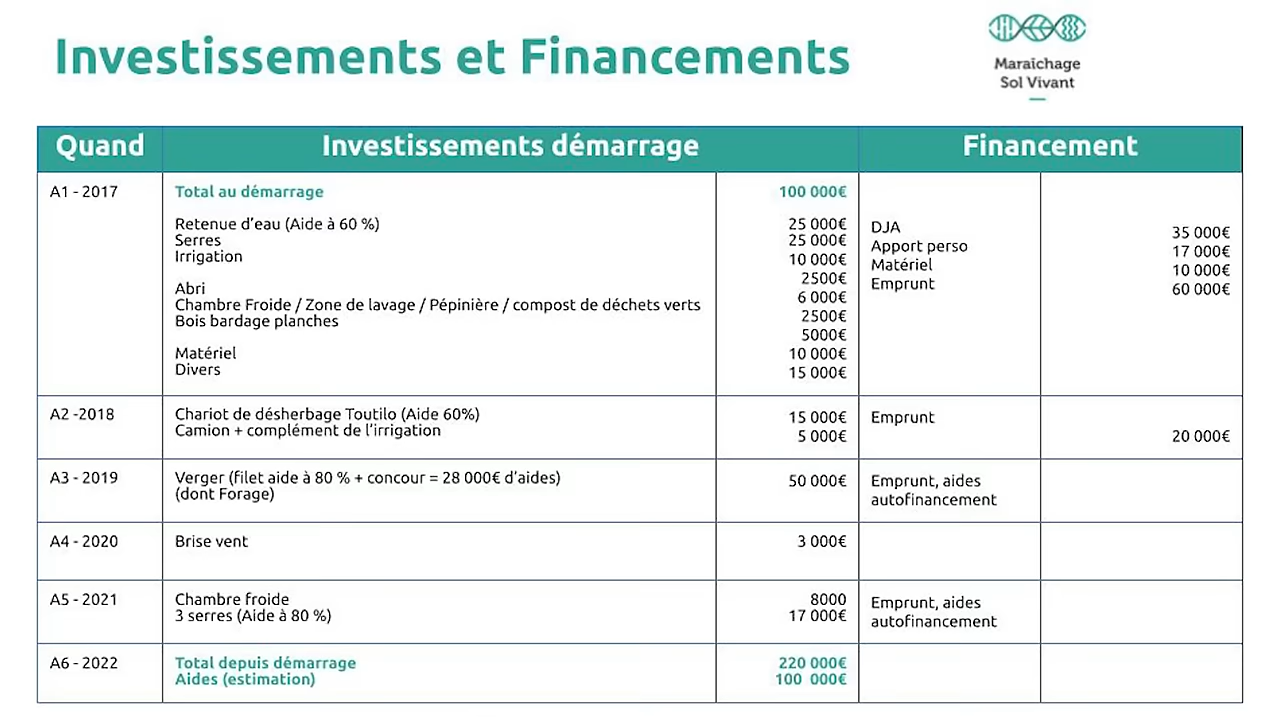 Investissements et Financements
Maraîchage
Sol Vivant
Quand
Investissements démarrage
Financement
A1 - 2017
Total au démarrage
100 000€
Retenue d'eau (Aide à 60 %)
Serres
Irrigation
Abri
Chambre Froide / Zone de lavage / Pépinière / compost de déchets verts
Bois bardage planches
Matériel
Divers
25 000€
25 000€
10 000€
2500€
6 000€
2500€
5000€
10 000€
15 000€
DJA
Apport perso
Matériel
Emprunt
35 000€
17 000€
10 000€
60 000€
A2 -2018
Chariot de désherbage Toutilo (Aide 60%)
Camion + complément de l'irrigation
15 000€
5 000€
Emprunt
20 000€
A3 - 2019
Verger (filet aide à 80 % + concour = 28 000€ d'aides)
(dont Forage)
50 000€
Emprunt, aides
autofinancement
A4 - 2020
Brise vent
3 000€
A5 - 2021
Chambre froide
3 serres (Aide à 80 %)
8000
17 000€
Emprunt, aides
autofinancement
A6 - 2022
Total depuis démarrage
Aides (estimation)
220 000€
100 000€